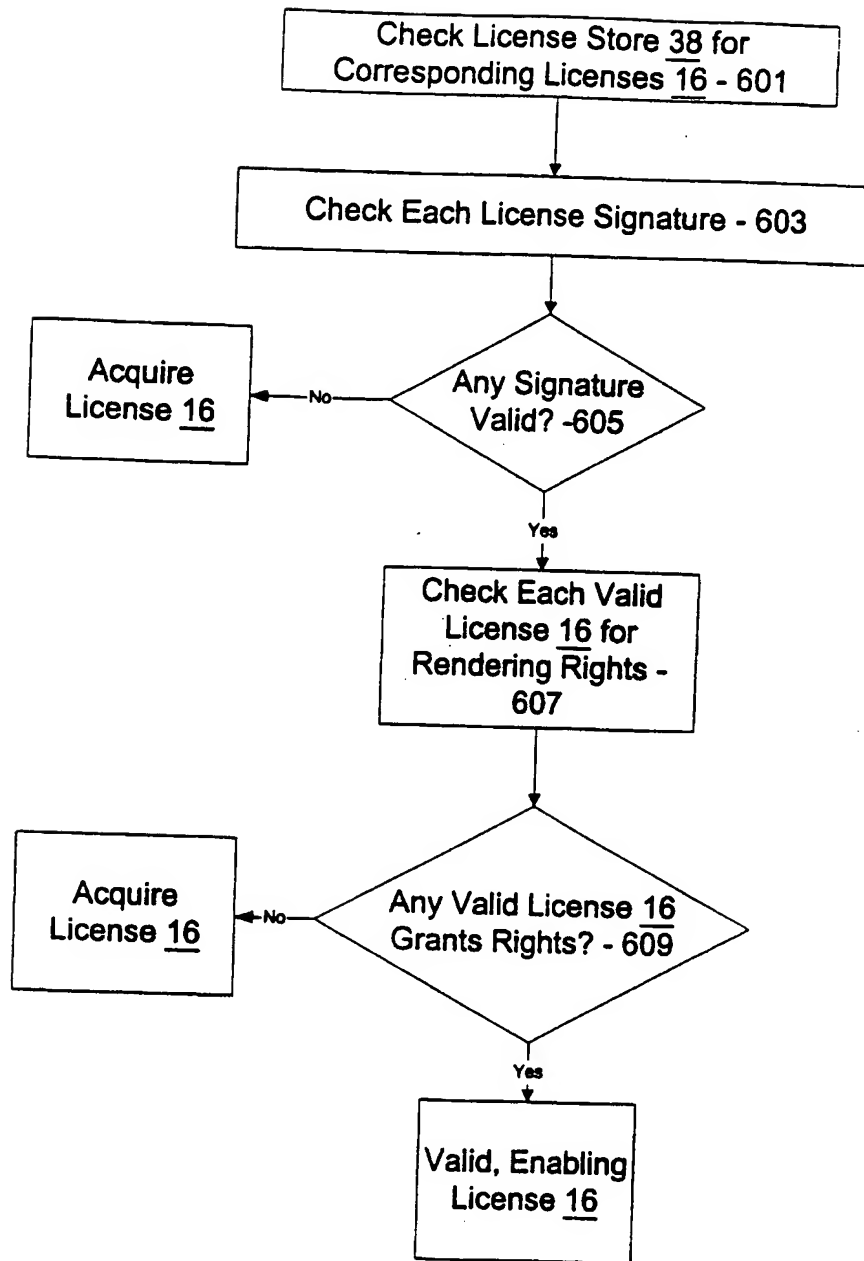 Check License Store 38 for
Corresponding Licenses 16 - 601
Check Each License Signature - 603
Any Signature
Valid? -605
No
Acquire
License 16
Yes
Check Each Valid
License 16 for
Rendering Rights -
607
Any Valid License 16
Grants Rights? - 609
No
Acquire
License 16
Yes
Valid, Enabling
License 16